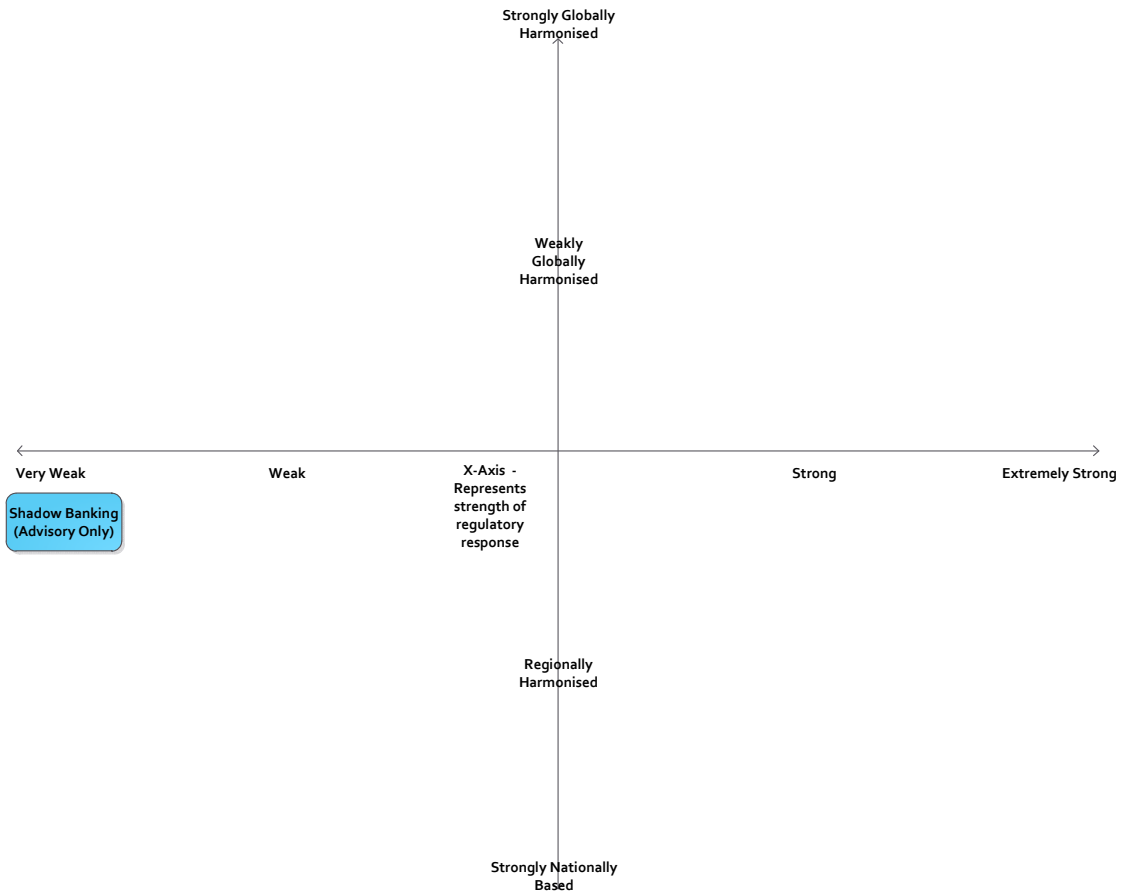 Strongly Globally
Harmonised
Weakly
Globally
Harmonised
Very Weak
Weak
X-Axis -
Represents
strength of
regulatory
response
Strong
Extremely Strong
Shadow Banking
(Advisory Only)
Regionally
Harmonised
Strongly Nationally
Based